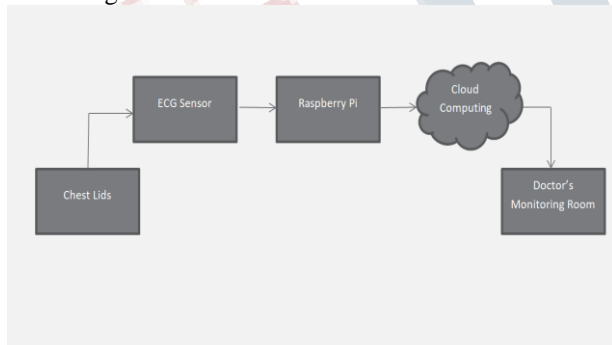 ECG Sensor
Raspberry Pi
Cloud
Computing
Chest Lids
Doctor's
Monitoring Room